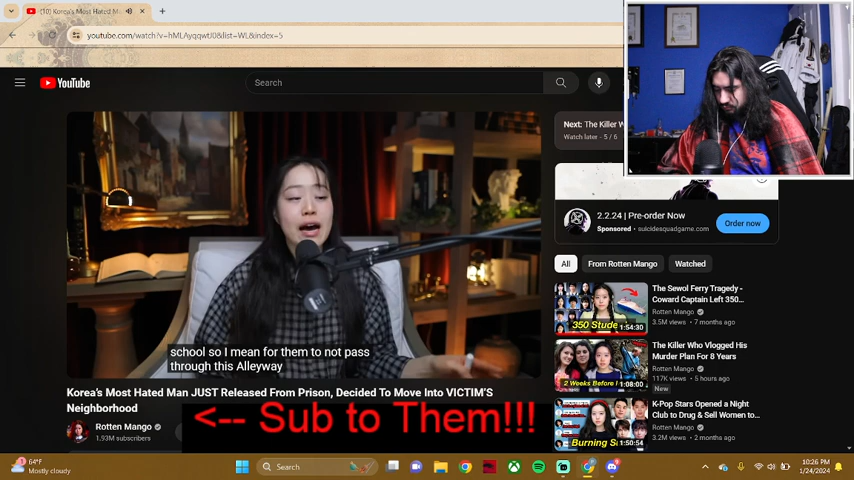 (10) Korea's Most Hated M
youtube.com/watch?v=hMLAyqqwtJ0&list=WL&index=5
YouTube
Search
Next: The Killer W
Watch later - 5 / 6
2.2.24 | Pre-order Now
Sponsored · suicidesquadgame.com
Order now
All
From Rotten Mango
Watched
The Sewol Ferry Tragedy -
Coward Captain Left 350...
Rotten Mango
3.5M views • 7 months ago
350 Stude
1:54:30
The Killer Who Vlogged His
Murder Plan For 8 Years
Rotten Mango
117K views • 5 hours ago
New
2 Weeks Before
1:08:00
K-Pop Stars Opened a Night
Club to Drug & Sell Women to...
Rotten Mango
3.2M views • 2 months ago
Burning S
1:50:54
school so I mean for them to not pass
through this Alleyway
Korea's Most Hated Man JUST Released From Prison, Decided To Move Into VICTIM'S
Neighborhood
Rotten Mango
1.93M subscribers
<-- Sub to Them!!!
64°F
Mostly cloudy
Search
10:26 PM
1/24/2024